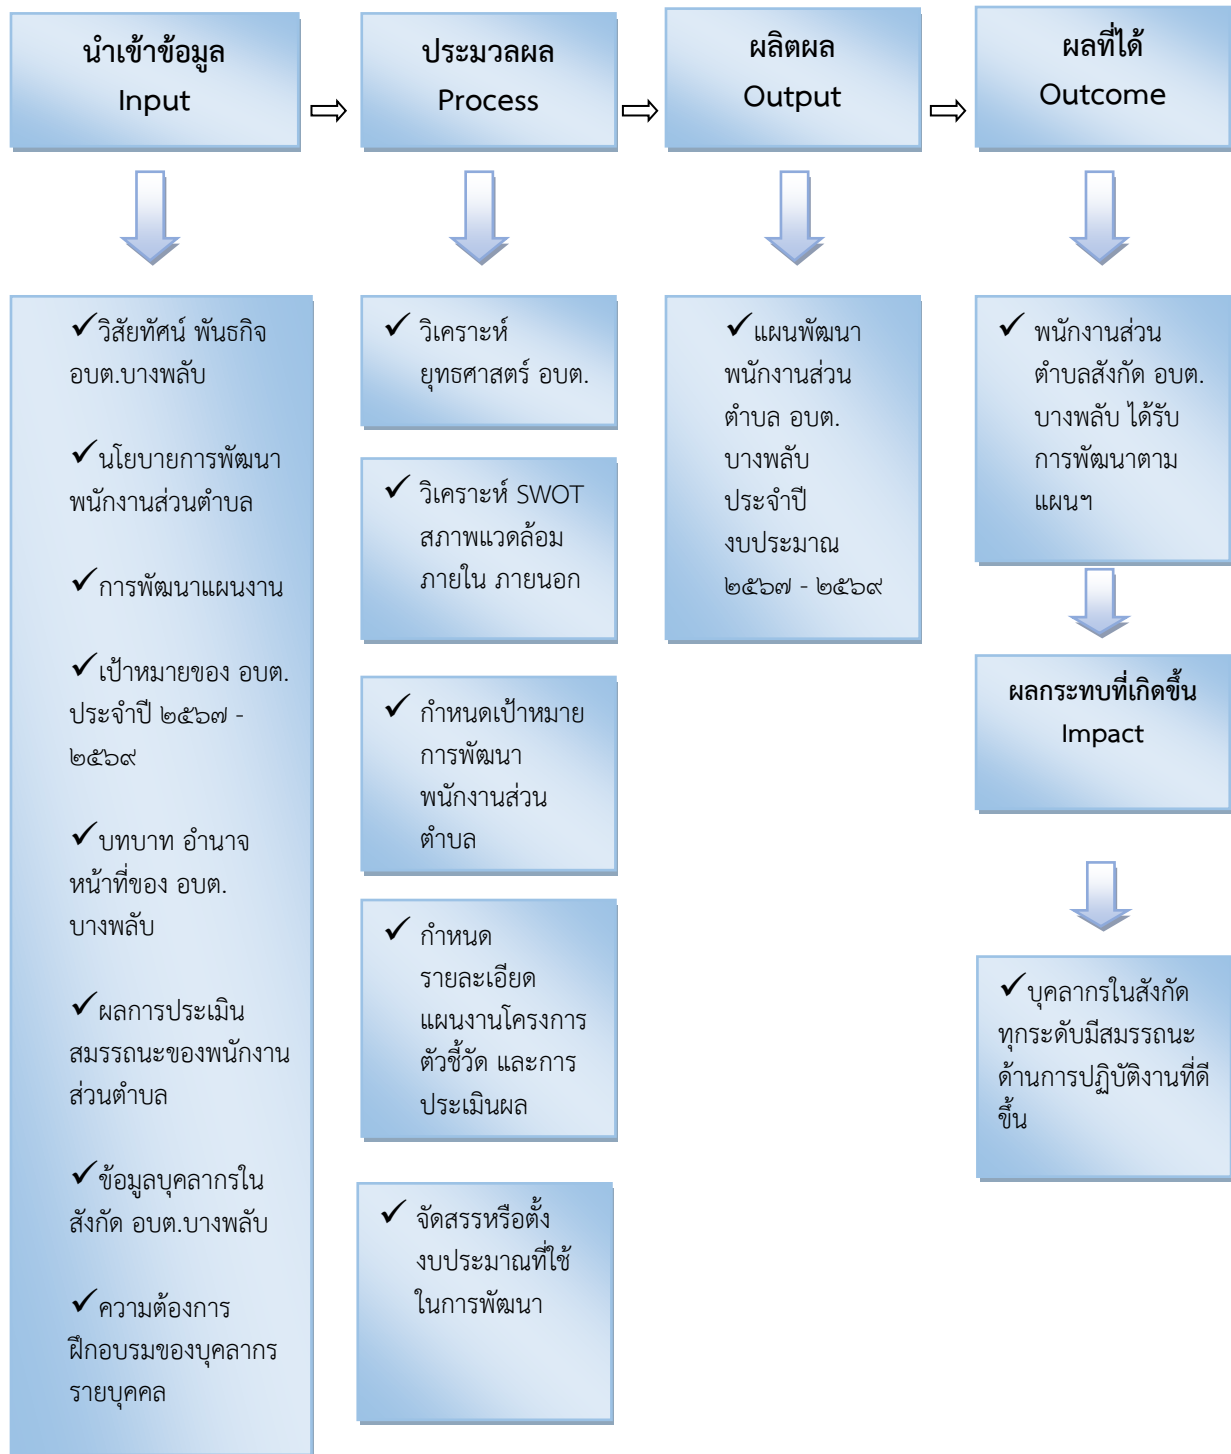 นำเข้าข้อมูล
Input
ประมวลผล
Process
ผลิตผล
Output
ผลที่ได้
Outcome
✓วิสัยทัศน์ พันธกิจ
อบต.บางพลับ
✓นโยบายการพัฒนา
พนักงานส่วนตำบล
✓การพัฒนาแผนงาน
✓เป้าหมายของ อบต.
ประจำปี ๒๕๖๗ -
๒๕๖๙
✓บทบาท อำนาจ
หน้าที่ของ อบต.
บางพลับ
✓ผลการประเมิน
สมรรถนะของพนักงาน
ส่วนตำบล
✓ข้อมูลบุคลากรใน
สังกัด อบต.บางพลับ
✓ความต้องการ
ฝึกอบรมของบุคลากร
รายบุคคล
✓ วิเคราะห์
ยุทธศาสตร์ อบต.
✓ วิเคราะห์ SWOT
สภาพแวดล้อม
ภายใน ภายนอก
✓ กำหนดเป้าหมาย
การพัฒนา
พนักงานส่วน
ตำบล
✓ กำหนด
รายละเอียด
แผนงานโครงการ
ตัวชี้วัด และการ
ประเมินผล
✓ จัดสรรหรือตั้ง
งบประมาณที่ใช้
ในการพัฒนา
✓แผนพัฒนา
พนักงานส่วน
ตำบล อบต.
บางพลับ
ประจำปี
งบประมาณ
๒๕๖๗ - ๒๕๖๙
✓ พนักงานส่วน
ตำบลสังกัด อบต.
บางพลับ ได้รับ
การพัฒนาตาม
แผนฯ
ผลกระทบที่เกิดขึ้น
Impact
✓บุคลากรในสังกัด
ทุกระดับมีสมรรถนะ
ด้านการปฏิบัติงานที่ดี
ขึ้น